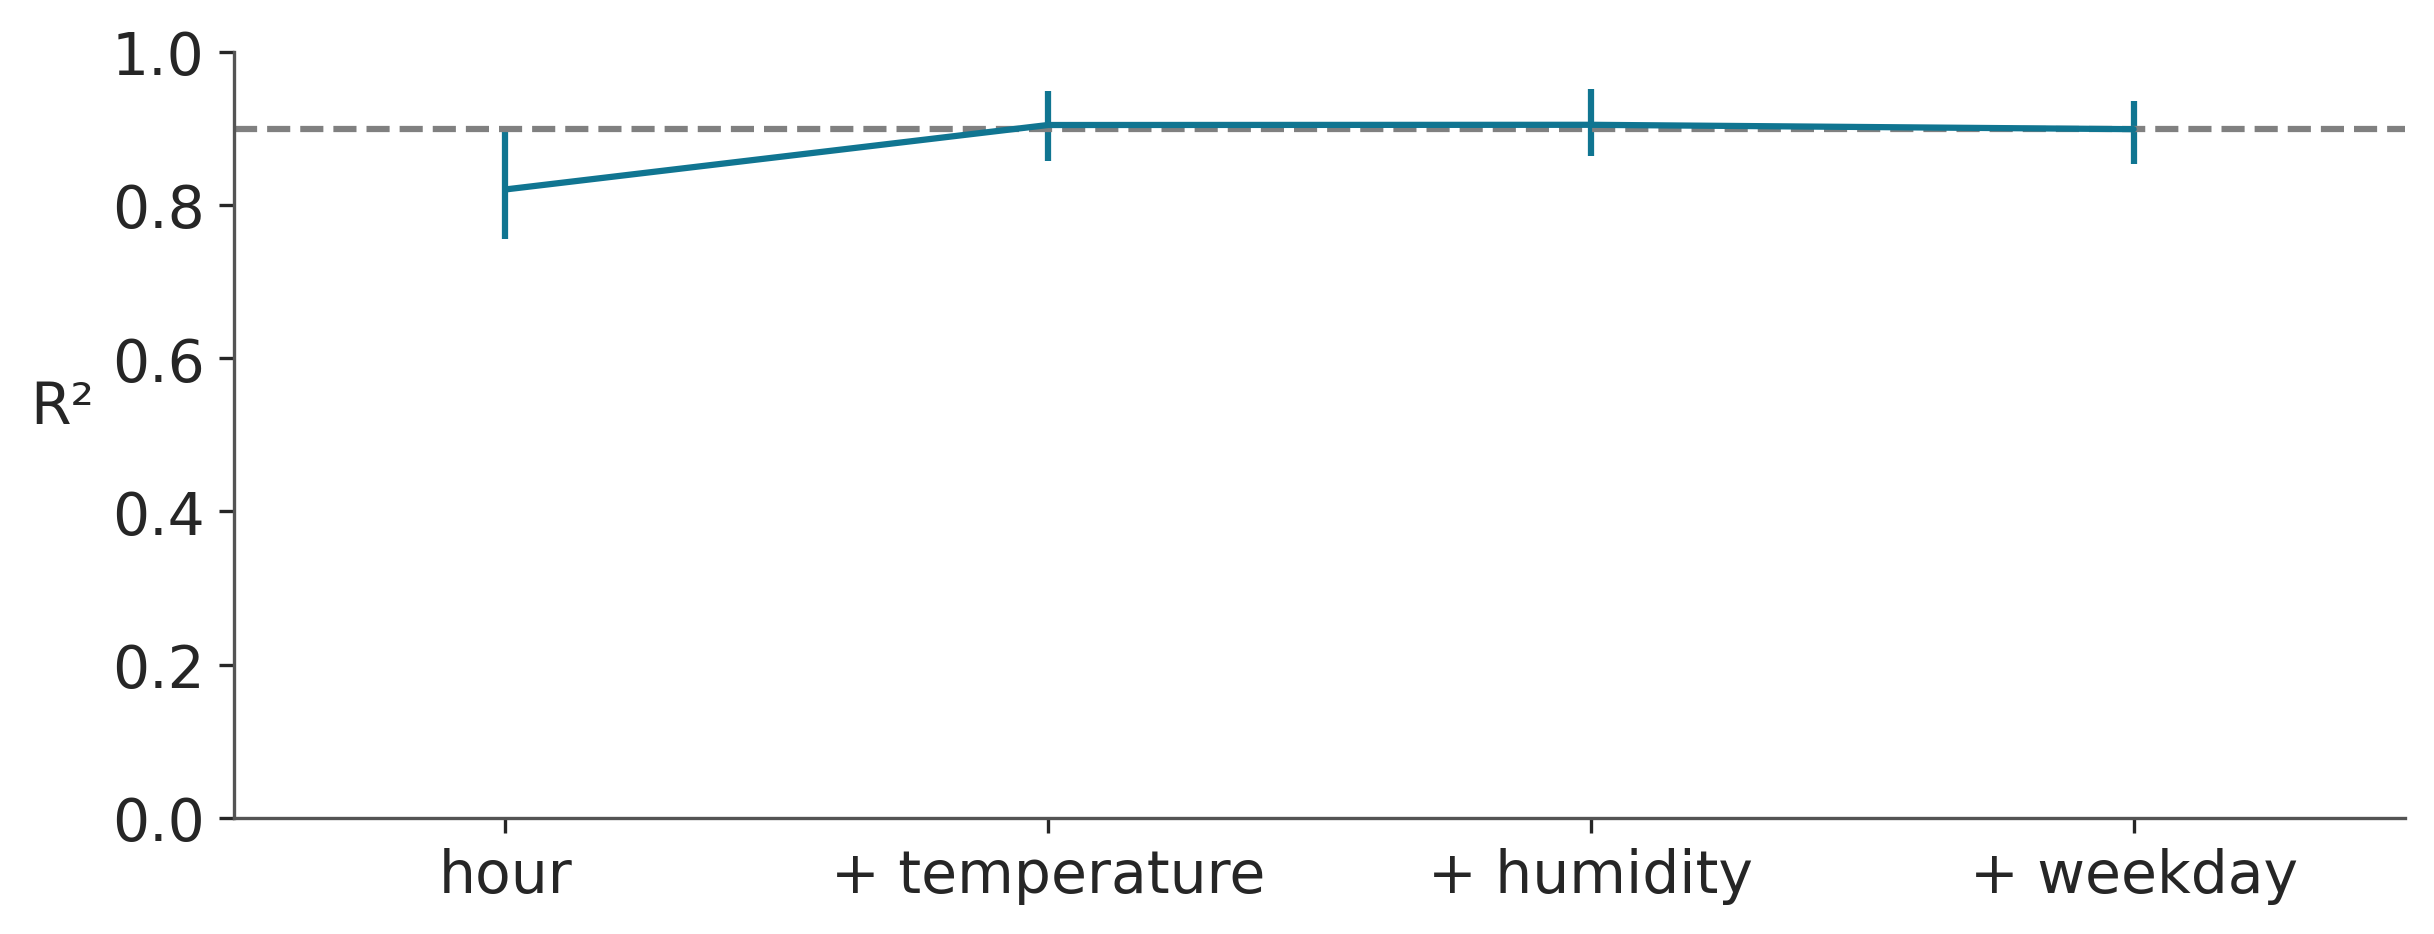 1.0
0.8
0.6
R²
0.4
0.2
0.0
hour
+ temperature
+ humidity
+ weekday